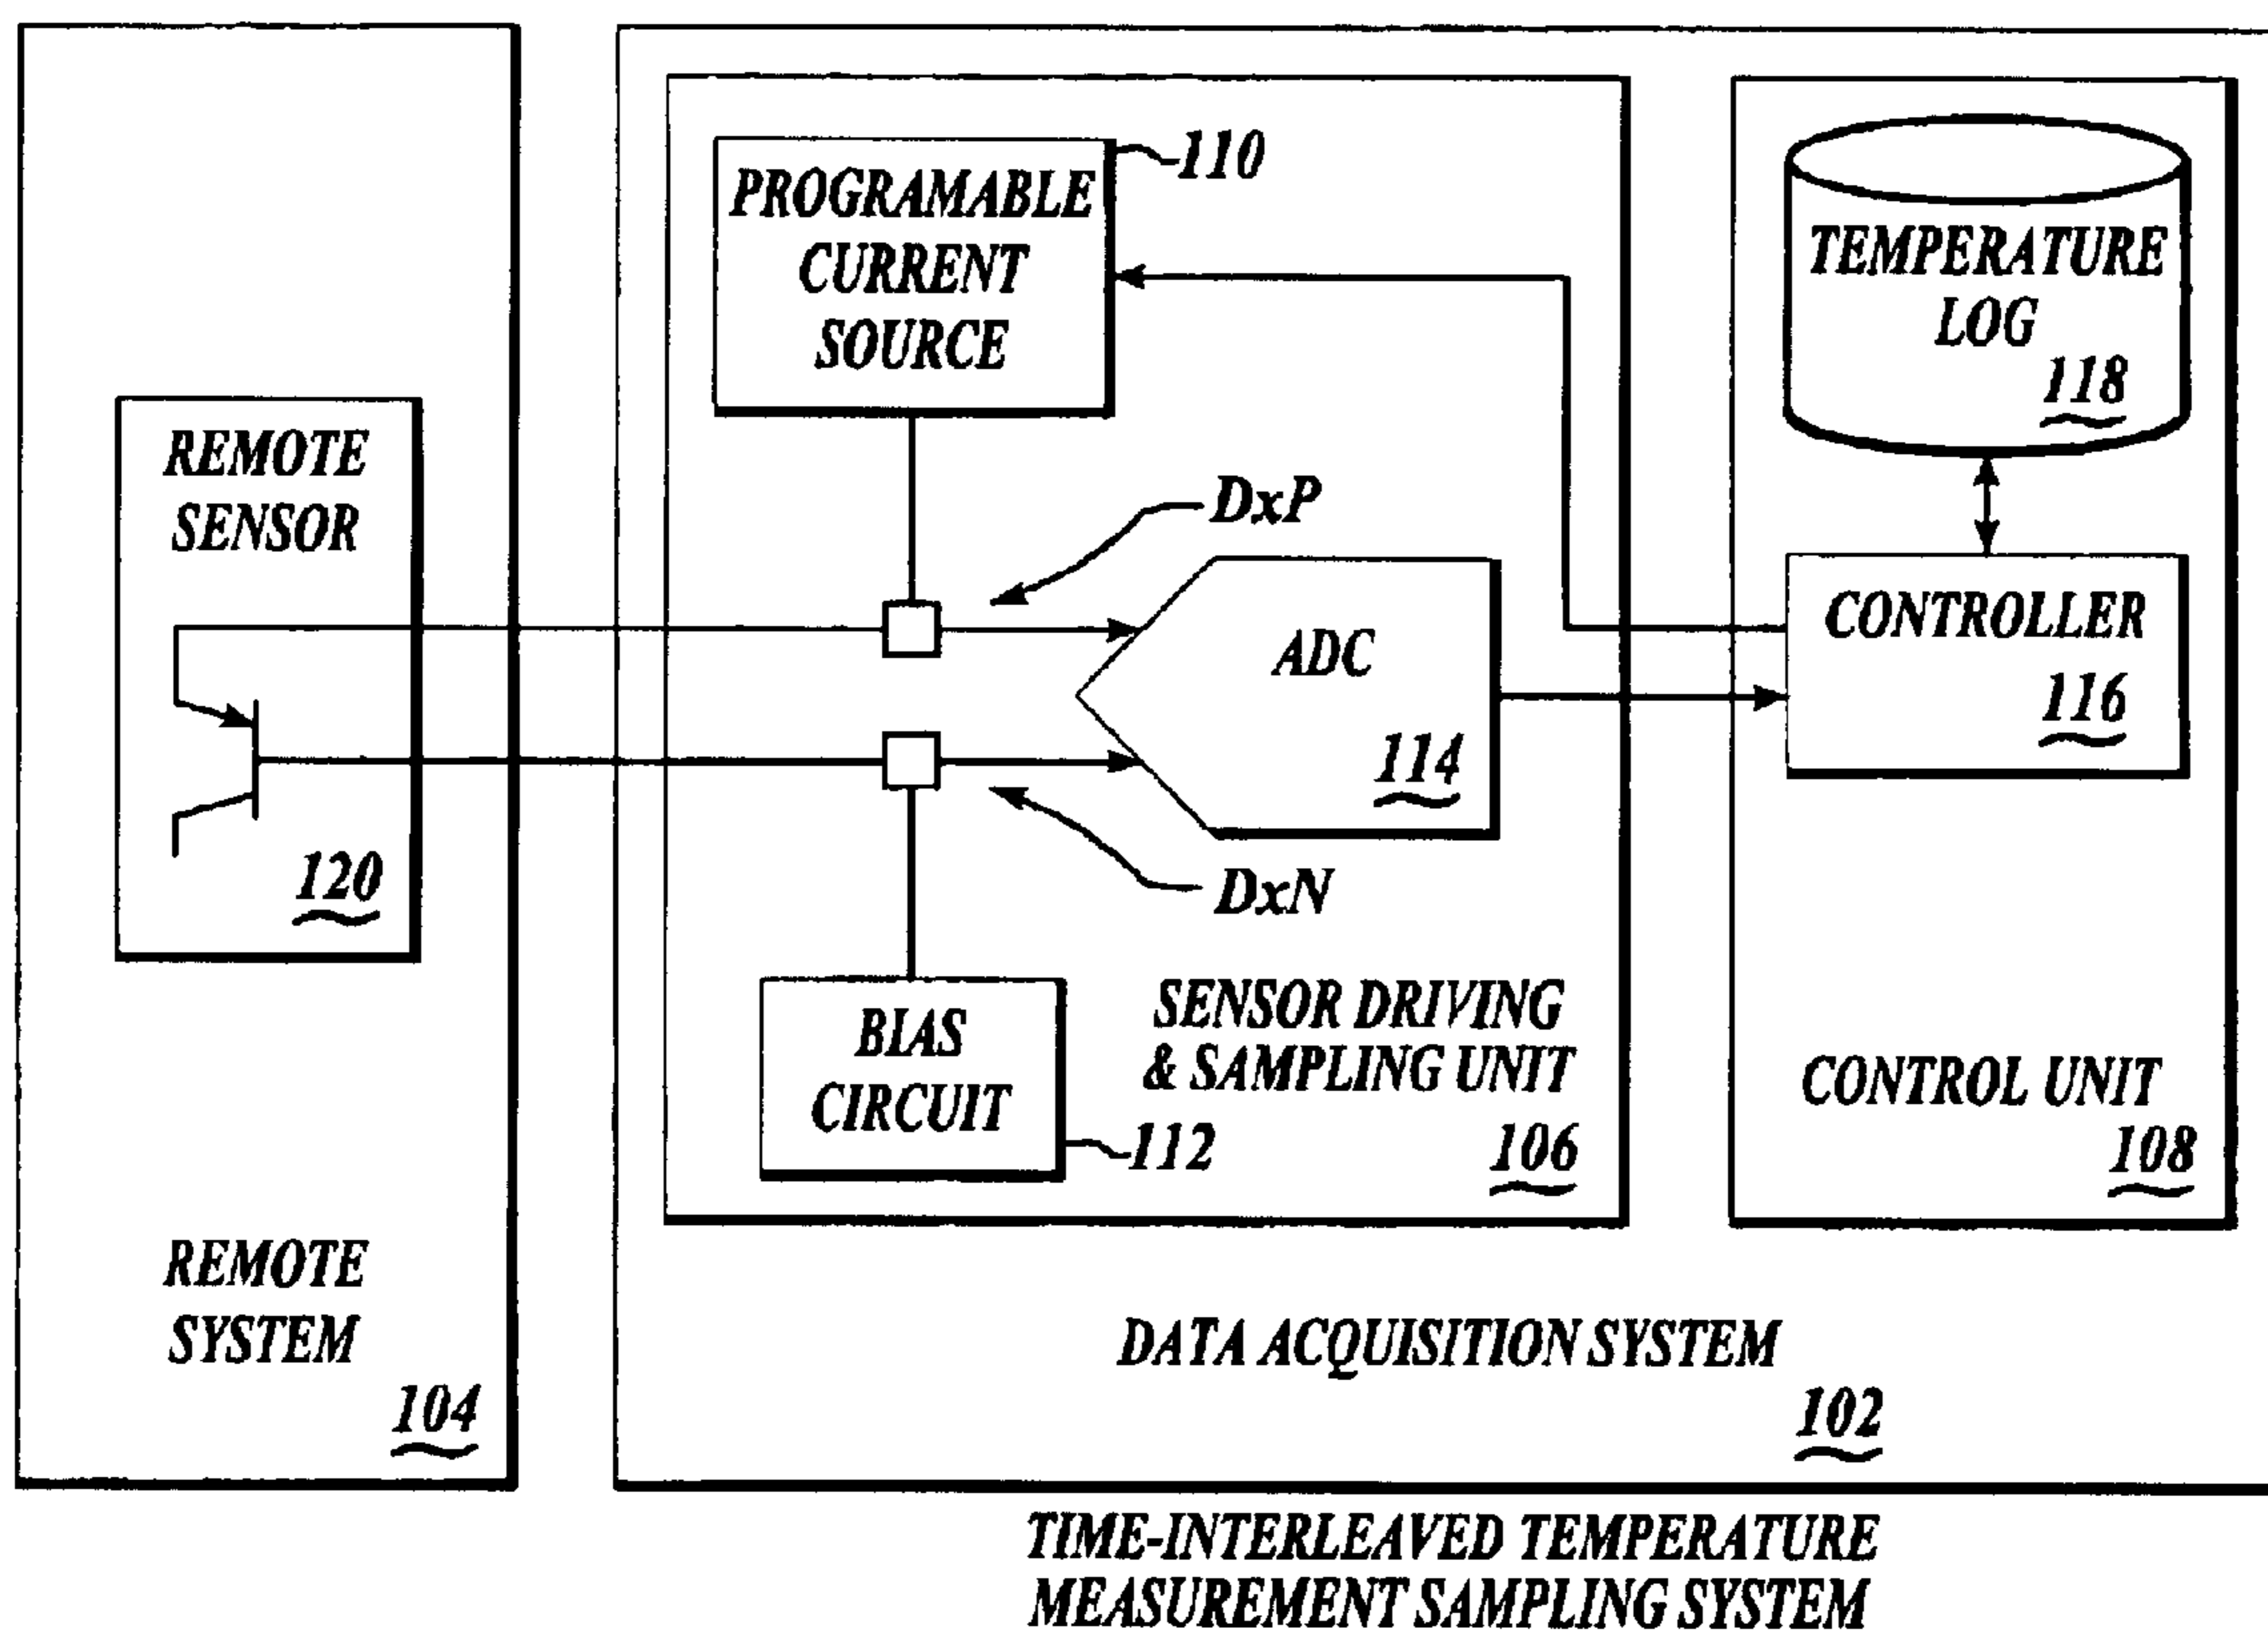 REMOTE
SENSOR
120
REMOTE
SYSTEM
104
PROGRAMABLE
CURRENT
SOURCE
110
DxP
ADC
114
DxN
BIAS
CIRCUIT
112
SENSOR DRIVING
& SAMPLING UNIT
106
TEMPERATURE
LOG
118
CONTROLLER
116
CONTROL UNIT
108
DATA ACQUISITION SYSTEM
102
TIME-INTERLEAVED TEMPERATURE
MEASUREMENT SAMPLING SYSTEM